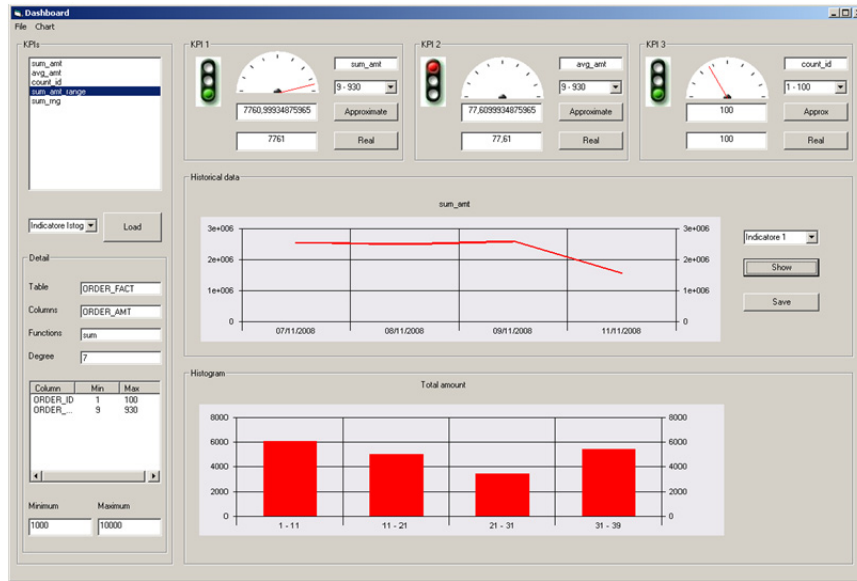 Dashboard
File Chart
KPIs
sum_amt
avg_amt
count_id
sum_amt_range
sum_rng
Indicatore Istog
Load
Detail
Table ORDER_FACT
Columns ORDER_AMT
Functions sum
Degree 7
Column Min Max
ORDER_ID 1 100
ORDER_... 9 930
Minimum Maximum
1000 10000
KPI 1
sum_amt
9 - 930
7760,99934875965 Approximate
7761 Real
KPI 2
avg_amt
9 - 930
77,6099934875965 Approximate
77,61 Real
KPI 3
count_id
1 - 100
100 Approx
100 Real
Historical data
sum_amt
3e+006 3e+006
2e+006 2e+006
1e+006 1e+006
0 0
07/11/2008 08/11/2008 09/11/2008 11/11/2008
Indicatore 1
Show
Save
Histogram
Total amount
8000 8000
6000 6000
4000 4000
2000 2000
0 0
1 - 11 11 - 21 21 - 31 31 - 39